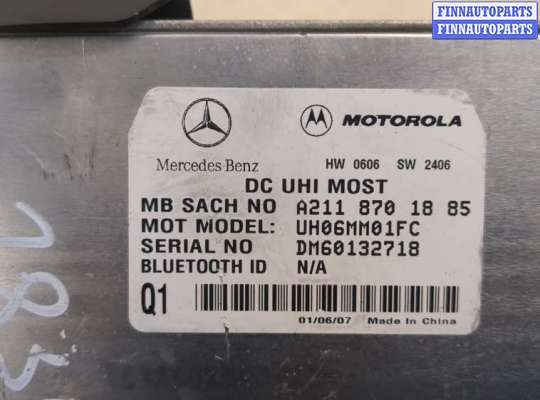 FINNAUTOPARTS
FINNAUTOPARTS
Mercedes Benz
MOTOROLA
HW 0606 SW 2406
DC UHI MOST
MB SACH NO A211 870 18 85
MOT MODEL: UH06MM01FC
SERIAL NO DM60132718
BLUETOOTH ID N/A
Q1
01/06/07 Made In China
183